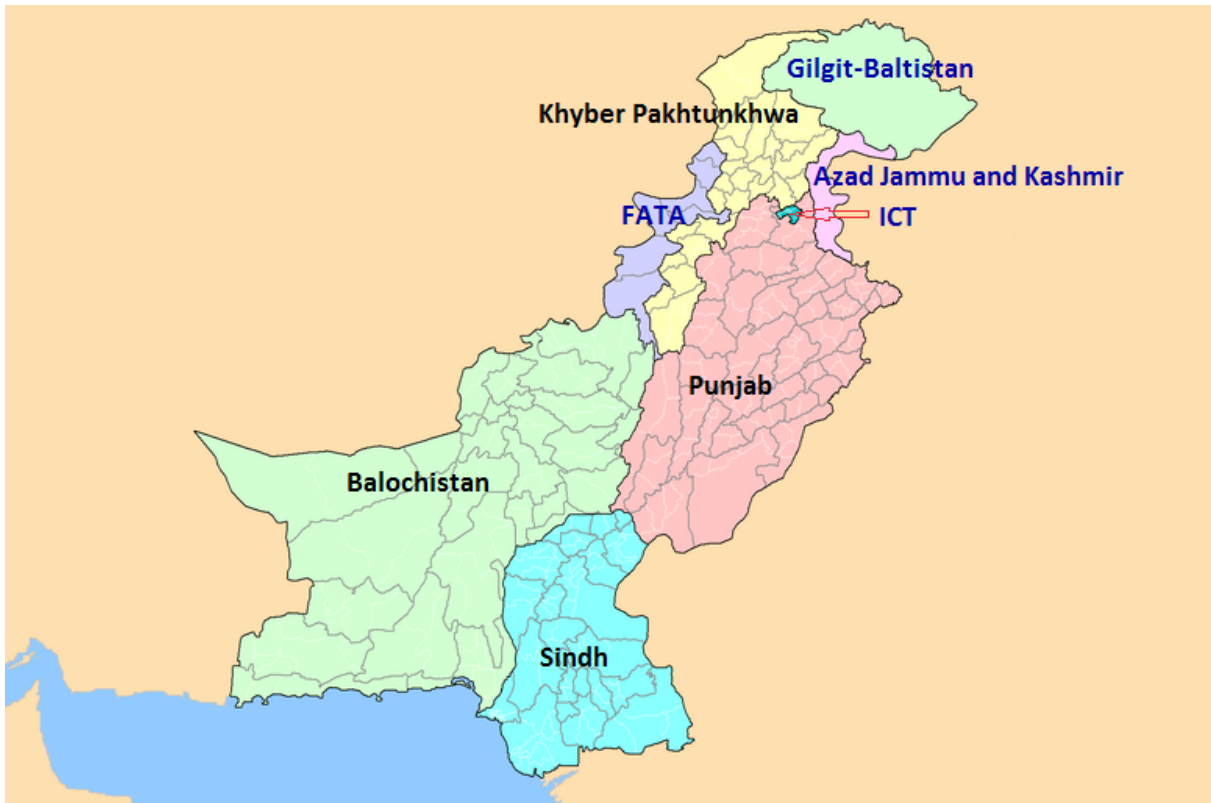 Gilgit-Baltistan
Khyber Pakhtunkhwa
Azad Jammu and Kashmir
FATA
ICT
Punjab
Balochistan
Sindh